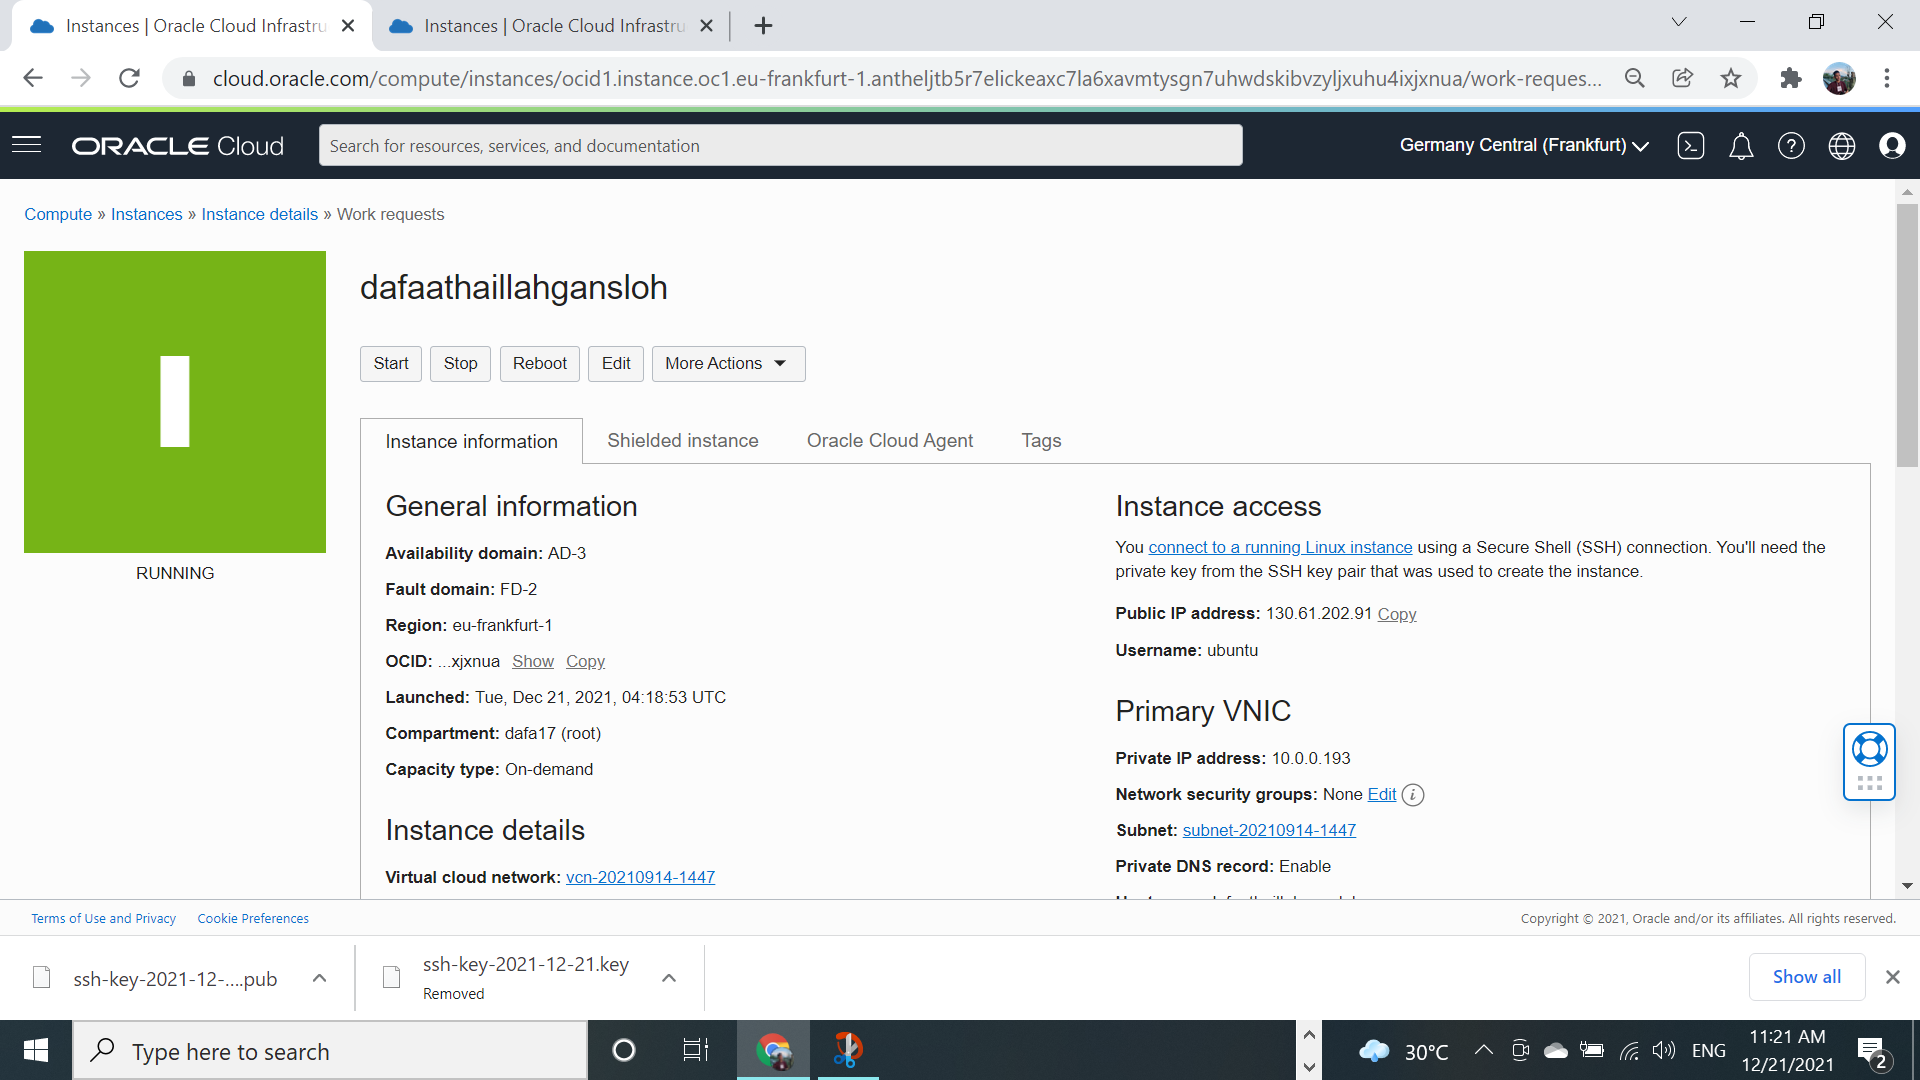 Instances | Oracle Cloud Infrastru
Instances | Oracle Cloud Infrastru
cloud.oracle.com/compute/instances/ocid1.instance.oc1.eu-frankfurt-1.antheljtb5r7elickeaxc7la6xavmtysgn7uhwdskibvzyljxuhu4ixjxnua/work-reques...
ORACLE Cloud
Search for resources, services, and documentation
Germany Central (Frankfurt)
Compute » Instances » Instance details » Work requests
RUNNING
dafaathaillahgansloh
Start Stop Reboot Edit More Actions
Instance information Shielded instance Oracle Cloud Agent Tags
General information
Availability domain: AD-3
Fault domain: FD-2
Region: eu-frankfurt-1
OCID: ...xjxnua Show Copy
Launched: Tue, Dec 21, 2021, 04:18:53 UTC
Compartment: dafa17 (root)
Capacity type: On-demand
Instance details
Virtual cloud network: vcn-20210914-1447
Instance access
You connect to a running Linux instance using a Secure Shell (SSH) connection. You'll need the
private key from the SSH key pair that was used to create the instance.
Public IP address: 130.61.202.91 Copy
Username: ubuntu
Primary VNIC
Private IP address: 10.0.0.193
Network security groups: None Edit
Subnet: subnet-20210914-1447
Private DNS record: Enable
Terms of Use and Privacy Cookie Preferences
Copyright © 2021, Oracle and/or its affiliates. All rights reserved.
ssh-key-2021-12-....pub
ssh-key-2021-12-21.key
Removed
Show all
Type here to search
30°C
ENG
11:21 AM
12/21/2021
2